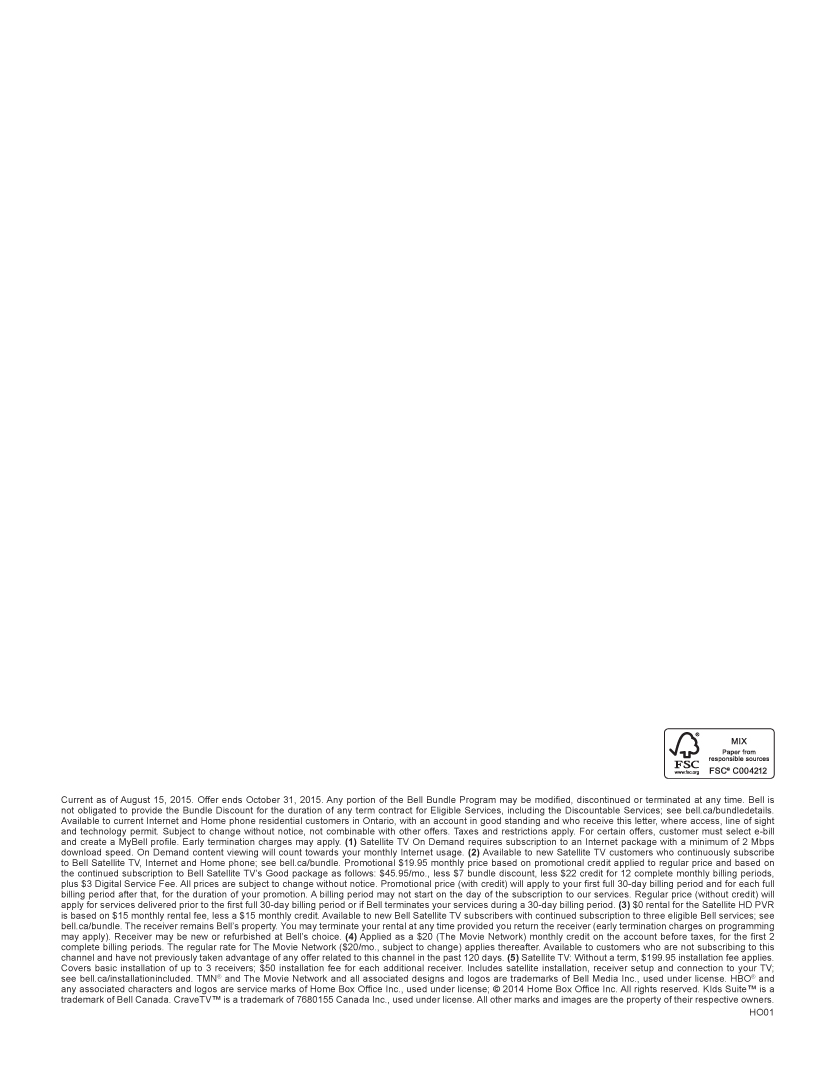 MIX
Paper from
responsible sources
FSC® C004212
FSC
www.fsc.org
Current as of August 15, 2015. Offer ends October 31, 2015. Any portion of the Bell Bundle Program may be modified, discontinued or terminated at any time. Bell is
not obligated to provide the Bundle Discount for the duration of any term contract for Eligible Services, including the Discountable Services; see bell.ca/bundledetails.
Available to current Internet and Home phone residential customers in Ontario, with an account in good standing and who receive this letter, where access, line of sight
and technology permit. Subject to change without notice, not combinable with other offers. Taxes and restrictions apply. For certain offers, customer must select e-bill
and create a MyBell profile. Early termination charges may apply. (1) Satellite TV On Demand requires subscription to an Internet package with a minimum of 2 Mbps
download speed. On Demand content viewing will count towards your monthly Internet usage. (2) Available to new Satellite TV customers who continuously subscribe
to Bell Satellite TV, Internet and Home phone; see bell.ca/bundle. Promotional $19.95 monthly price based on promotional credit applied to regular price and based on
the continued subscription to Bell Satellite TV's Good package as follows: $45.95/mo., less $7 bundle discount, less $22 credit for 12 complete monthly billing periods,
plus $3 Digital Service Fee. All prices are subject to change without notice. Promotional price (with credit) will apply to your first full 30-day billing period and for each full
billing period after that, for the duration of your promotion. A billing period may not start on the day of the subscription to our services. Regular price (without credit) will
apply for services delivered prior to the first full 30-day billing period or if Bell terminates your services during a 30-day billing period. (3) $0 rental for the Satellite HD PVR
is based on $15 monthly rental fee, less a $15 monthly credit. Available to new Bell Satellite TV subscribers with continued subscription to three eligible Bell services; see
bell.ca/bundle. The receiver remains Bell's property. You may terminate your rental at any time provided you return the receiver (early termination charges on programming
may apply). Receiver may be new or refurbished at Bell's choice. (4) Applied as a $20 (The Movie Network) monthly credit on the account before taxes, for the first 2
complete billing periods. The regular rate for The Movie Network ($20/mo., subject to change) applies thereafter. Available to customers who are not subscribing to this
channel and have not previously taken advantage of any offer related to this channel in the past 120 days. (5) Satellite TV: Without a term, $199.95 installation fee applies.
Covers basic installation of up to 3 receivers; $50 installation fee for each additional receiver. Includes satellite installation, receiver setup and connection to your TV;
see bell.ca/installationincluded. TMN® and The Movie Network and all associated designs and logos are trademarks of Bell Media Inc., used under license. HBO® and
any associated characters and logos are service marks of Home Box Office Inc., used under license; © 2014 Home Box Office Inc. All rights reserved. KIds Suite™ is a
trademark of Bell Canada. CraveTV™ is a trademark of 7680155 Canada Inc., used under license. All other marks and images are the property of their respective owners.
HO01